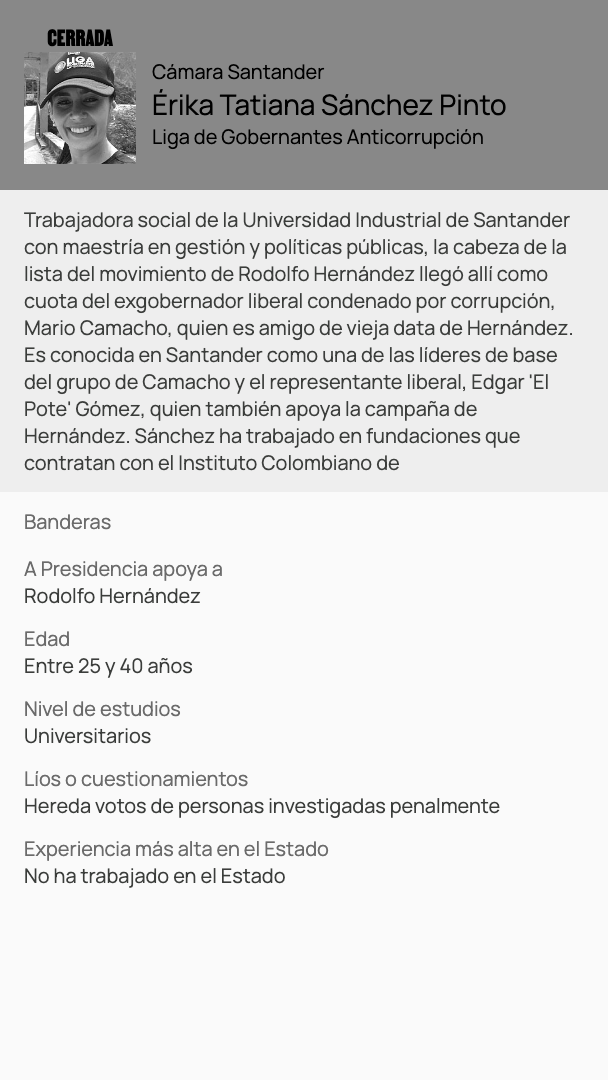 CERRADA
LIGA
Cámara Santander
Érika Tatiana Sánchez Pinto
Liga de Gobernantes Anticorrupción
Trabajadora social de la Universidad Industrial de Santander
con maestría en gestión y políticas públicas, la cabeza de la
lista del movimiento de Rodolfo Hernández llegó allí como
cuota del exgobernador liberal condenado por corrupción,
Mario Camacho, quien es amigo de vieja data de Hernández.
Es conocida en Santander como una de las líderes de base
del grupo de Camacho y el representante liberal, Edgar 'El
Pote' Gómez, quien también apoya la campaña de
Hernández. Sánchez ha trabajado en fundaciones que
contratan con el Instituto Colombiano de
Banderas
A Presidencia apoya a
Rodolfo Hernández
Edad
Entre 25 y 40 años
Nivel de estudios
Universitarios
Líos o cuestionamientos
Hereda votos de personas investigadas penalmente
Experiencia más alta en el Estado
No ha trabajado en el Estado